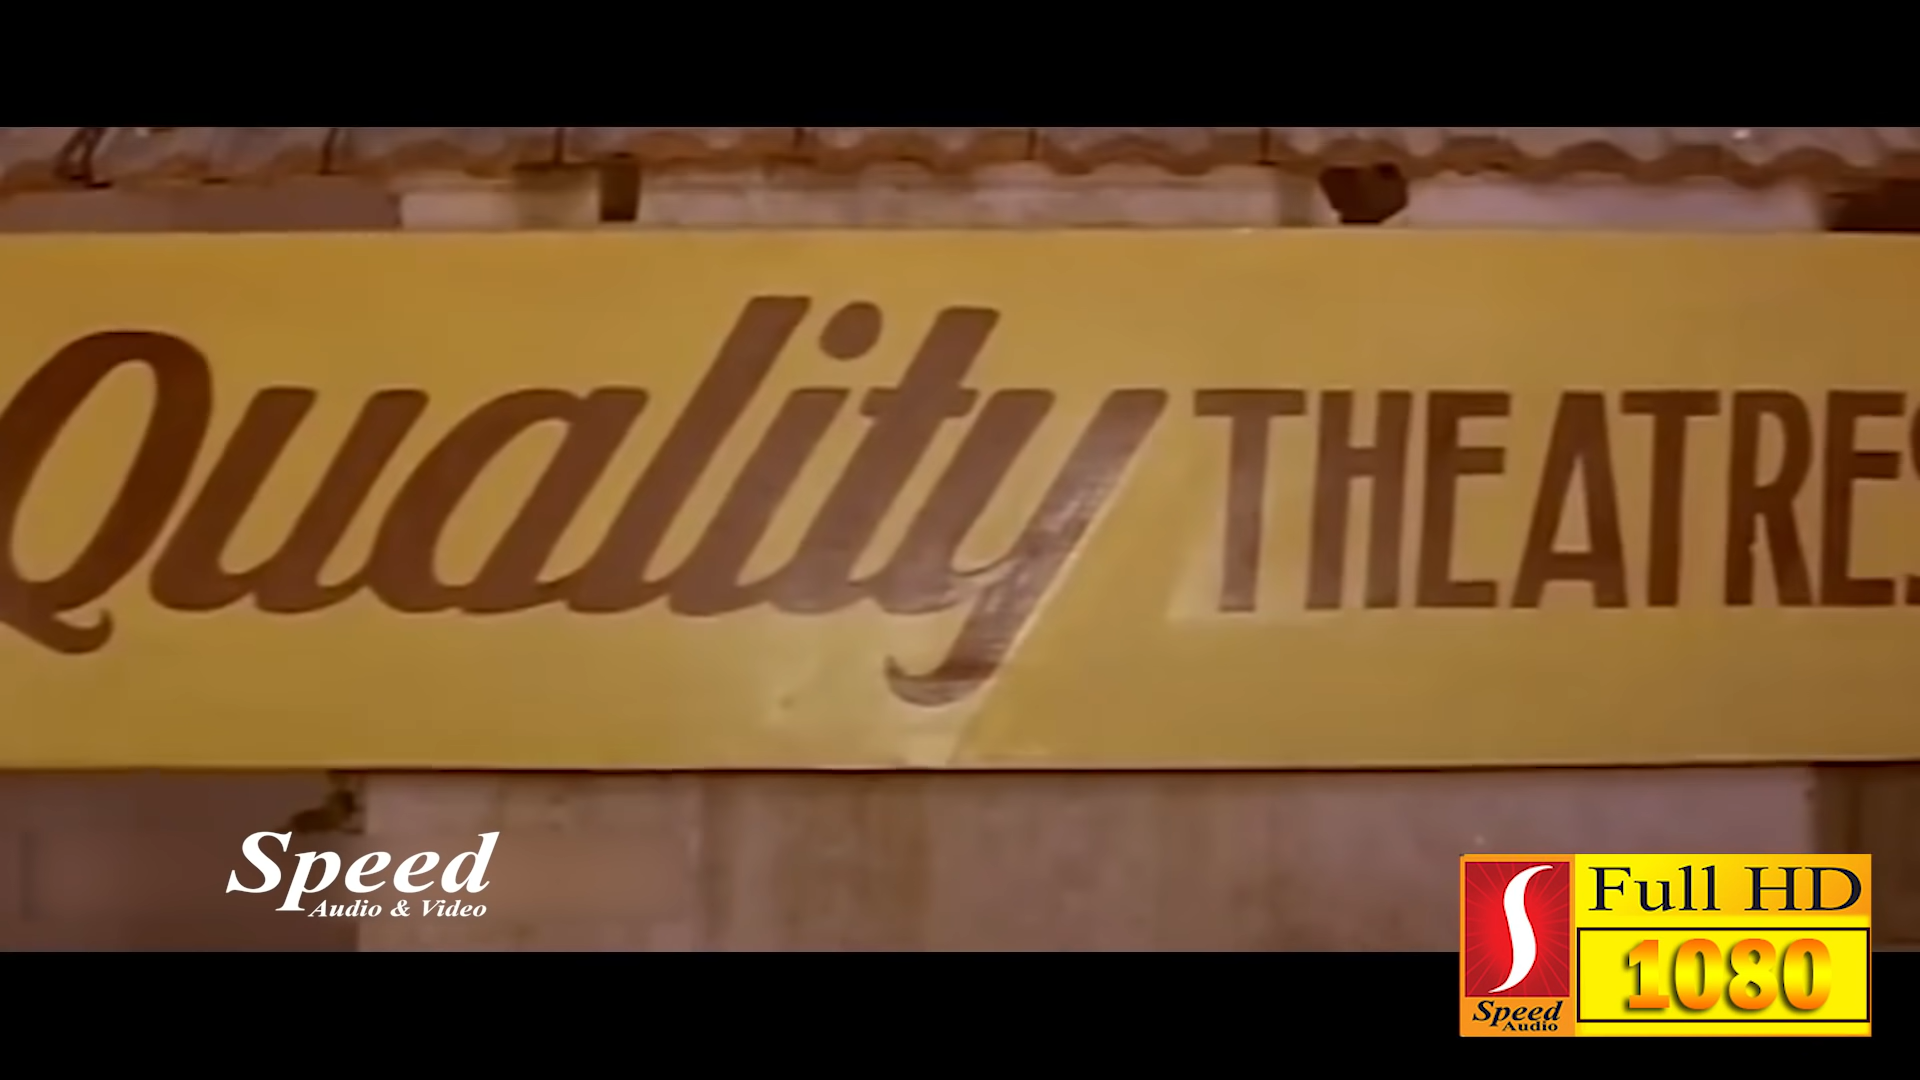 Quality THEATRES
Speed
Audio & Video
Full HD
1080
Speed
Audio